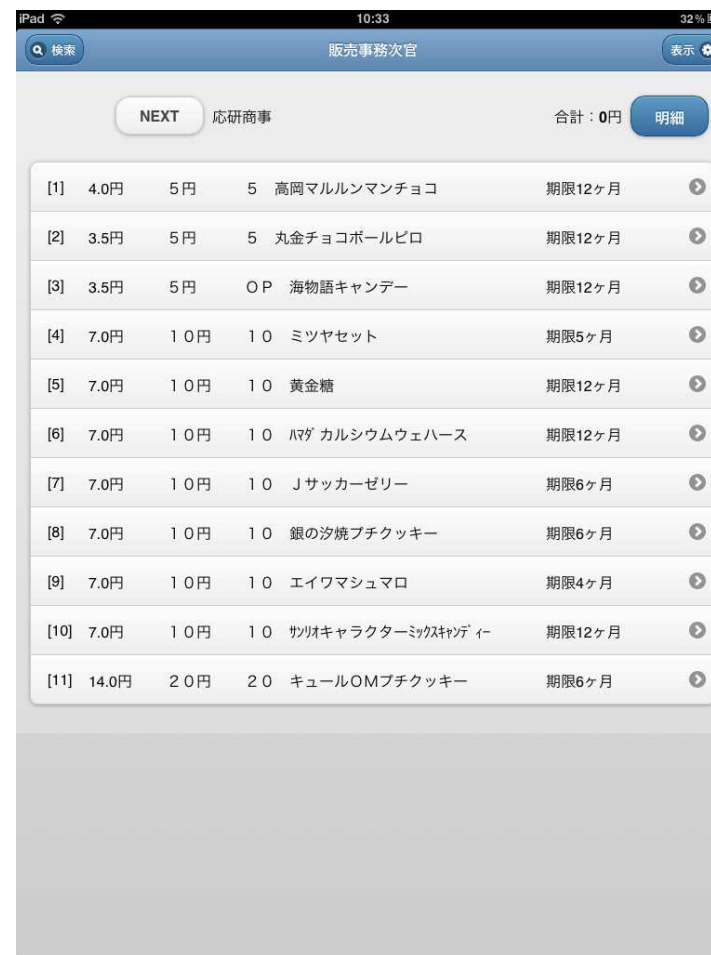 iPad 10:33 32%
検索 販売事務次官 表示
NEXT 応研商事 合計：0円 明細
[1] 4.0円 ５円 ５ 高岡マルルンマンチョコ 期限12ヶ月
[2] 3.5円 ５円 ５ 丸金チョコボールピロ 期限12ヶ月
[3] 3.5円 ５円 ＯＰ 海物語キャンデー 期限12ヶ月
[4] 7.0円 １０円 １０ ミツヤセット 期限5ヶ月
[5] 7.0円 １０円 １０ 黄金糖 期限12ヶ月
[6] 7.0円 １０円 １０ ﾊﾏﾀﾞカルシウムウェハース 期限12ヶ月
[7] 7.0円 １０円 １０ Ｊサッカーゼリー 期限6ヶ月
[8] 7.0円 １０円 １０ 銀の汐焼プチクッキー 期限6ヶ月
[9] 7.0円 １０円 １０ エイワマシュマロ 期限4ヶ月
[10] 7.0円 １０円 １０ ｻﾝﾘｵキャラクターﾐｯｸｽｷｬﾝﾃﾞｨｰ 期限12ヶ月
[11] 14.0円 ２０円 ２０ キュールＯＭプチクッキー 期限6ヶ月